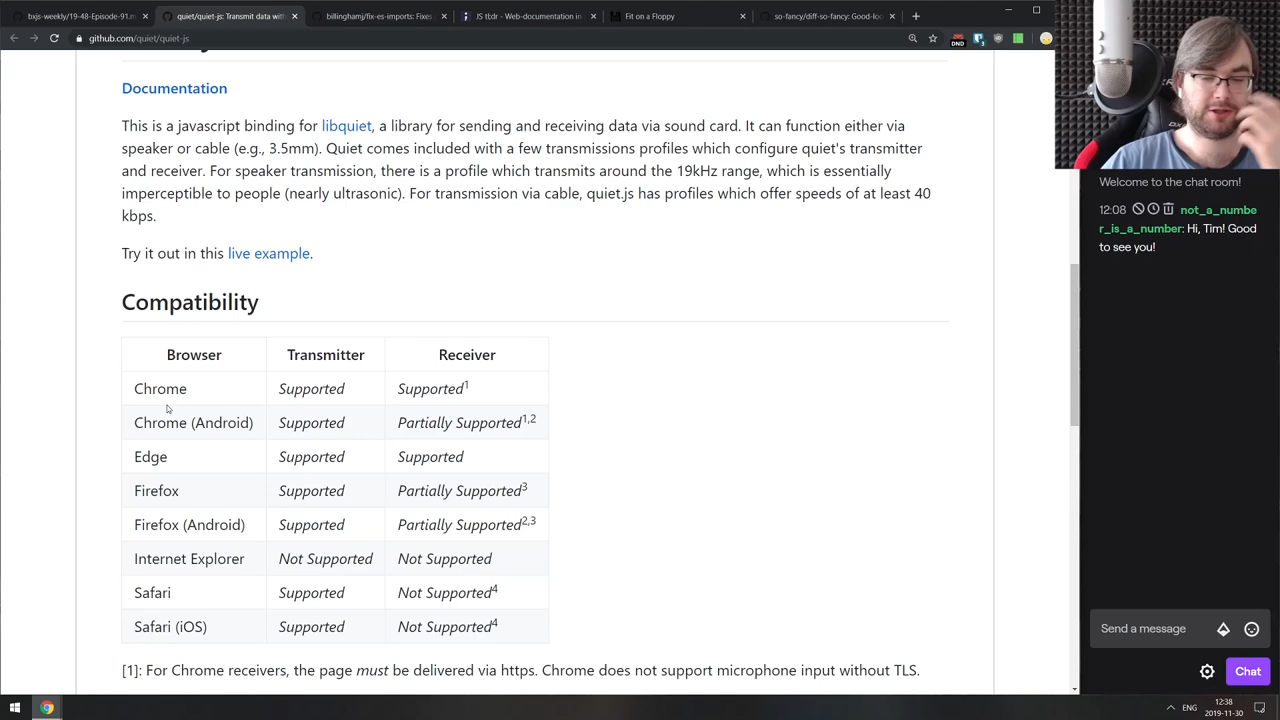 bxjs-weekly/19-48-Episode-91.m
quiet/quiet-js: Transmit data with
billinghamj/fix-es-imports: Fixes
JS tldr - Web-documentation in
Fit on a Floppy
so-fancy/diff-so-fancy: Good-loo
github.com/quiet/quiet-js
DND
Documentation
This is a javascript binding for libquiet, a library for sending and receiving data via sound card. It can function either via
speaker or cable (e.g., 3.5mm). Quiet comes included with a few transmissions profiles which configure quiet's transmitter
and receiver. For speaker transmission, there is a profile which transmits around the 19kHz range, which is essentially
imperceptible to people (nearly ultrasonic). For transmission via cable, quiet.js has profiles which offer speeds of at least 40
kbps.
Try it out in this live example.
Compatibility
Browser Transmitter Receiver
Chrome Supported Supported1
Chrome (Android) Supported Partially Supported1,2
Edge Supported Supported
Firefox Supported Partially Supported3
Firefox (Android) Supported Partially Supported2,3
Internet Explorer Not Supported Not Supported
Safari Supported Not Supported4
Safari (iOS) Supported Not Supported4
[1]: For Chrome receivers, the page must be delivered via https. Chrome does not support microphone input without TLS.
Welcome to the chat room!
12:08 not_a_numbe
r_is_a_number: Hi, Tim! Good
to see you!
Send a message
Chat
ENG
12:38
2019-11-30